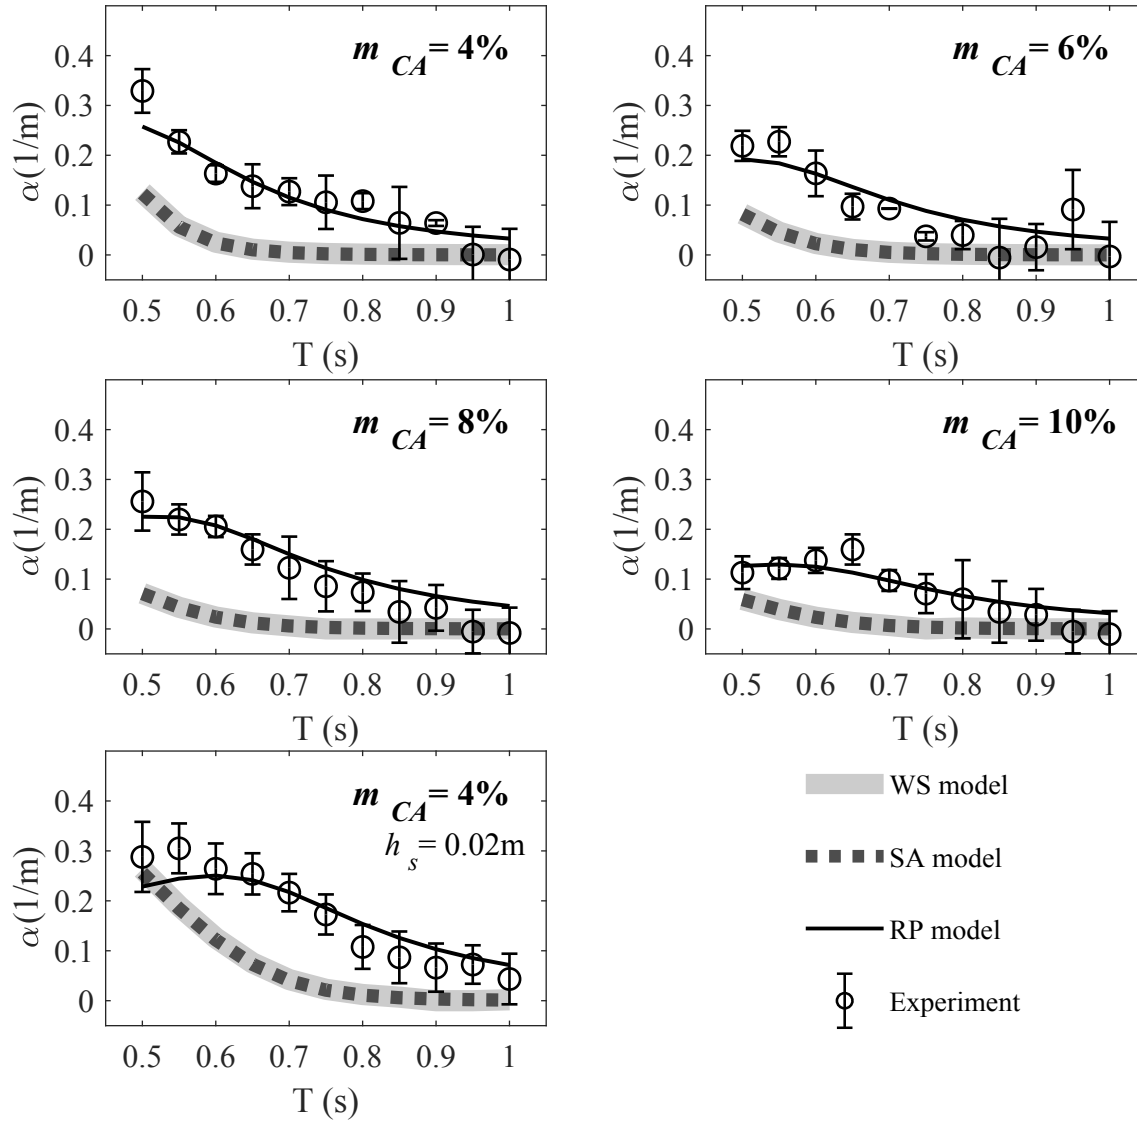 m CA = 4%
0.4
0.3
0.2
0.1
0
α(1/m)
0.5 0.6 0.7 0.8 0.9 1
T (s)
m CA = 6%
0.4
0.3
0.2
0.1
0
α(1/m)
0.5 0.6 0.7 0.8 0.9 1
T (s)
m CA = 8%
0.4
0.3
0.2
0.1
0
α(1/m)
0.5 0.6 0.7 0.8 0.9 1
T (s)
m CA = 10%
0.4
0.3
0.2
0.1
0
α(1/m)
0.5 0.6 0.7 0.8 0.9 1
T (s)
m CA = 4%
h s = 0.02m
0.4
0.3
0.2
0.1
0
α(1/m)
0.5 0.6 0.7 0.8 0.9 1
T (s)
WS model
SA model
RP model
Experiment